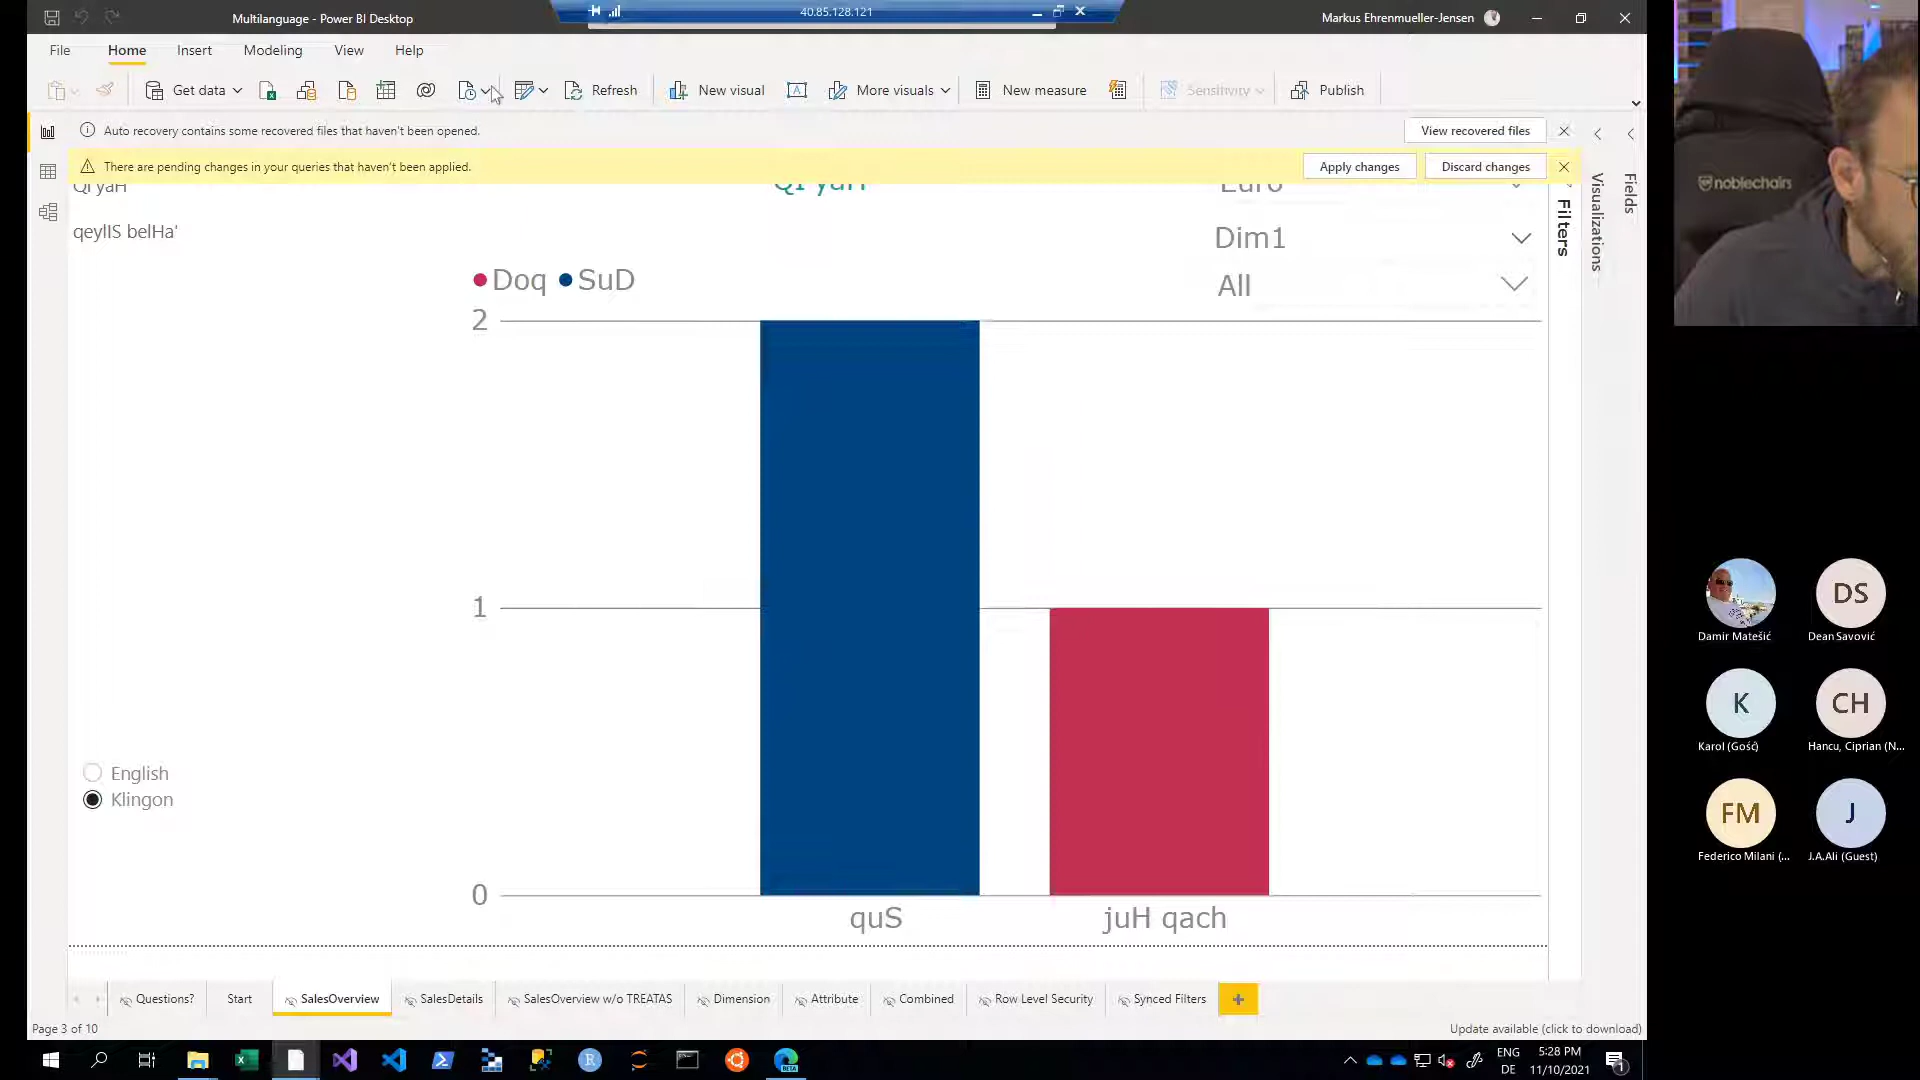 Multilanguage - Power BI Desktop
40.85.128.121
Markus Ehrenmueller-Jensen
File Home Insert Modeling View Help
Get data
Refresh
New visual
More visuals
New measure
Sensitivity
Publish
Auto recovery contains some recovered files that haven't been opened.
View recovered files
There are pending changes in your queries that haven't been applied.
Apply changes
Discard changes
QI'yaH
QI'yaH
Euro
qeylIS belHa'
Dim1
All
Doq SuD
2
1
0
quS
juH qach
English
Klingon
Filters
Visualizations
Fields
Questions?
Start
SalesOverview
SalesDetails
SalesOverview w/o TREATAS
Dimension
Attribute
Combined
Row Level Security
Synced Filters
Page 3 of 10
Update available (click to download)
ENG
DE
5:28 PM
11/10/2021
noblechairs
DS
Damir Matešić
Dean Savović
K
CH
Karol (Gość)
Hancu, Ciprian (N...
FM
J
Federico Milani (...
J.A.Ali (Guest)